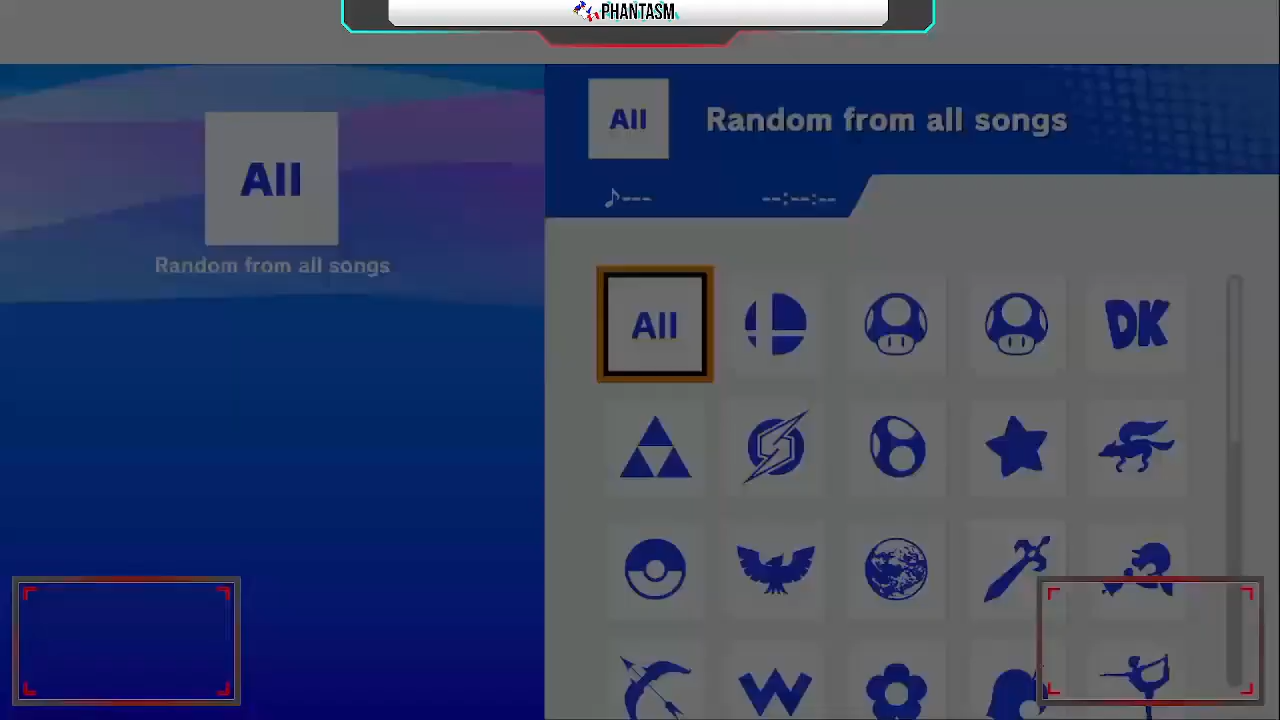 PHANTASM
All
Random from all songs
All
Random from all songs
♪---
--:--:--
All
DK